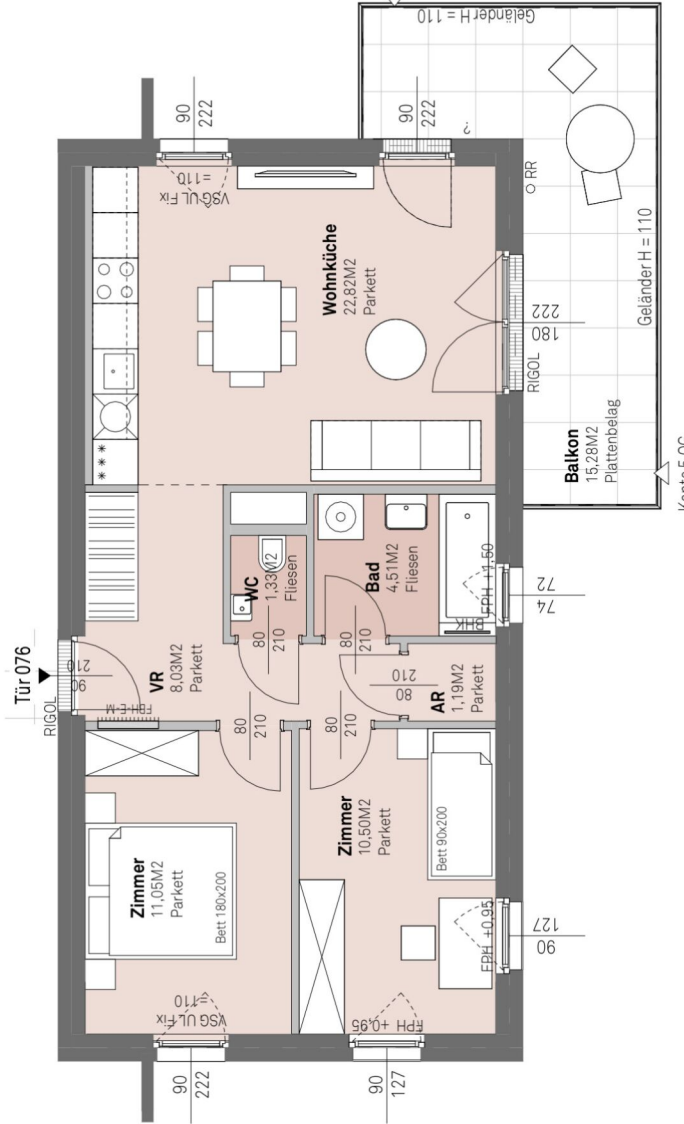 Geländer H = 110
90
222
90
222
?
VSG UL Fix
=110
RR
Wohnküche
22,82M2
Parkett
222
180
RIGOL
Geländer H = 110
Balkon
15,28M2
Plattenbelag
***
Tür 076
RIGOL
210
90
FBH-E-M
VR
8,03M2
Parkett
WC
1,33M2
Fliesen
80
210
Bad
4,51M2
Fliesen
80
210
FPH +1,50
BHK
72
74
210
80
AR
1,19M2
Parkett
80
210
80
210
Zimmer
11,05M2
Parkett
Bett 180x200
Zimmer
10,50M2
Parkett
Bett 90x200
FPH +0,95
127
90
VSG UL Fix
=110
FPH +0,95
90
222
90
127